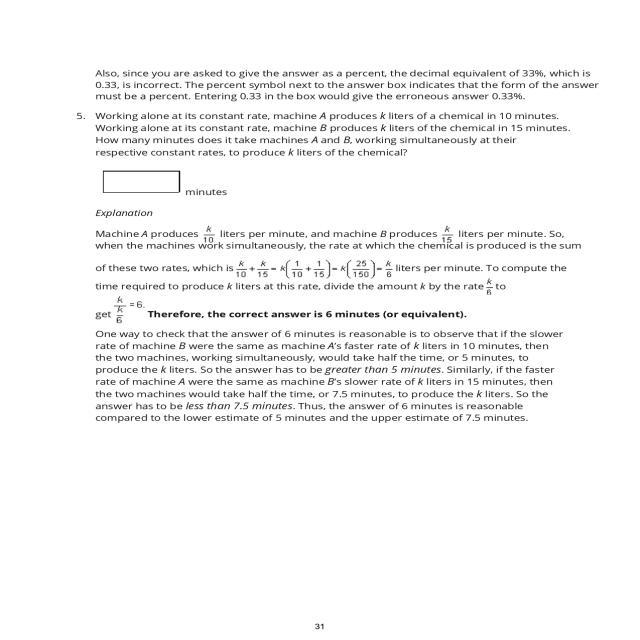 Also, since you are asked to give the answer as a percent, the decimal equivalent of 33%, which is
0.33, is incorrect. The percent symbol next to the answer box indicates that the form of the answer
must be a percent. Entering 0.33 in the box would give the erroneous answer 0.33%.
5. Working alone at its constant rate, machine A produces k liters of a chemical in 10 minutes.
Working alone at its constant rate, machine B produces k liters of the chemical in 15 minutes.
How many minutes does it take machines A and B, working simultaneously at their
respective constant rates, to produce k liters of the chemical?
minutes
Explanation
Machine A produces k/10 liters per minute, and machine B produces k/15 liters per minute. So,
when the machines work simultaneously, the rate at which the chemical is produced is the sum
of these two rates, which is k/10 + k/15 = k(1/10 + 1/15) = k(25/150) = k/6 liters per minute. To compute the
time required to produce k liters at this rate, divide the amount k by the rate k/6 to
get k/(k/6) = 6. Therefore, the correct answer is 6 minutes (or equivalent).
One way to check that the answer of 6 minutes is reasonable is to observe that if the slower
rate of machine B were the same as machine A's faster rate of k liters in 10 minutes, then
the two machines, working simultaneously, would take half the time, or 5 minutes, to
produce the k liters. So the answer has to be greater than 5 minutes. Similarly, if the faster
rate of machine A were the same as machine B's slower rate of k liters in 15 minutes, then
the two machines would take half the time, or 7.5 minutes, to produce the k liters. So the
answer has to be less than 7.5 minutes. Thus, the answer of 6 minutes is reasonable
compared to the lower estimate of 5 minutes and the upper estimate of 7.5 minutes.
31